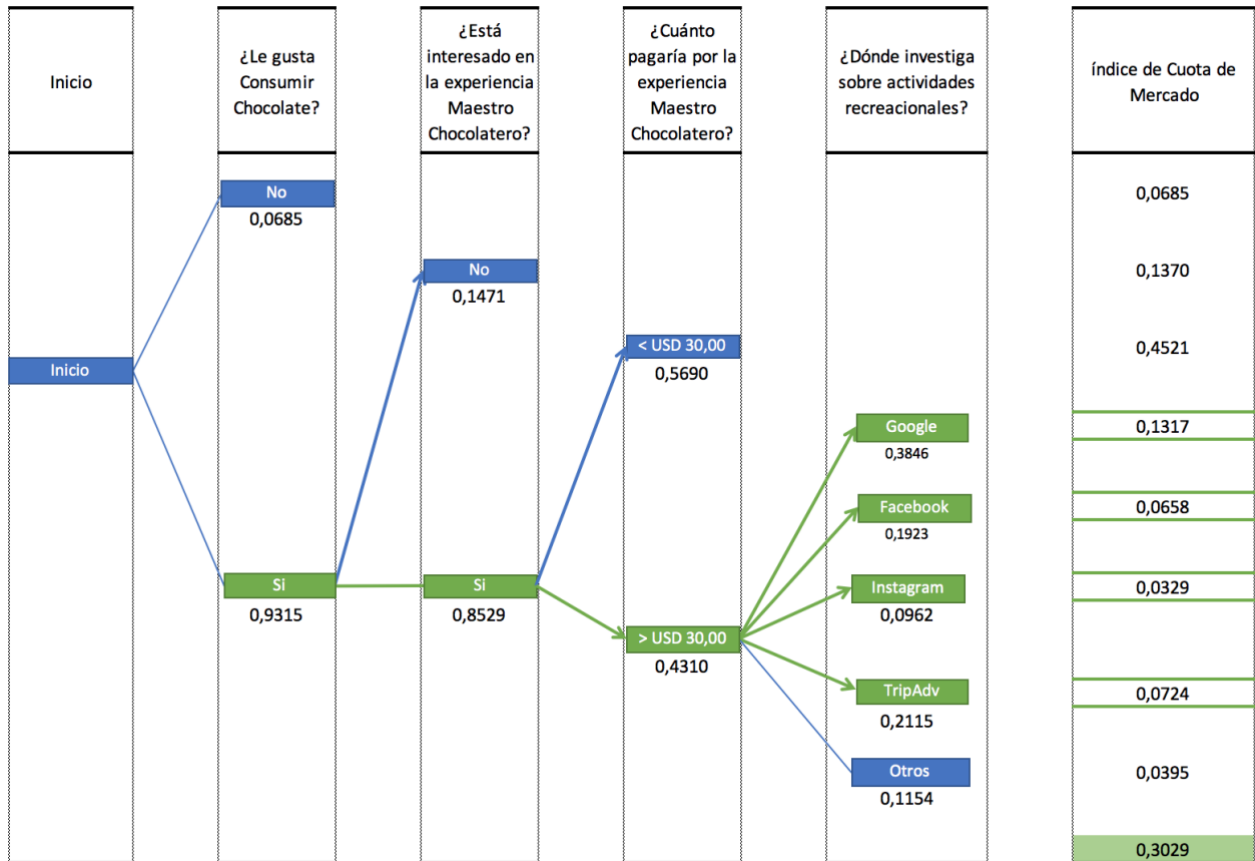 Inicio
¿Le gusta
Consumir
Chocolate?
¿Está
interesado en
la experiencia
Maestro
Chocolatero?
¿Cuánto
pagaría por la
experiencia
Maestro
Chocolatero?
¿Dónde investiga
sobre actividades
recreacionales?
índice de Cuota de
Mercado
No
0,0685
0,0685
No
0,1471
0,1370
< USD 30,00
0,5690
0,4521
Inicio
Google
0,3846
0,1317
Facebook
0,1923
0,0658
Si
0,9315
Si
0,8529
Instagram
0,0962
0,0329
> USD 30,00
0,4310
TripAdv
0,2115
0,0724
Otros
0,1154
0,0395
0,3029